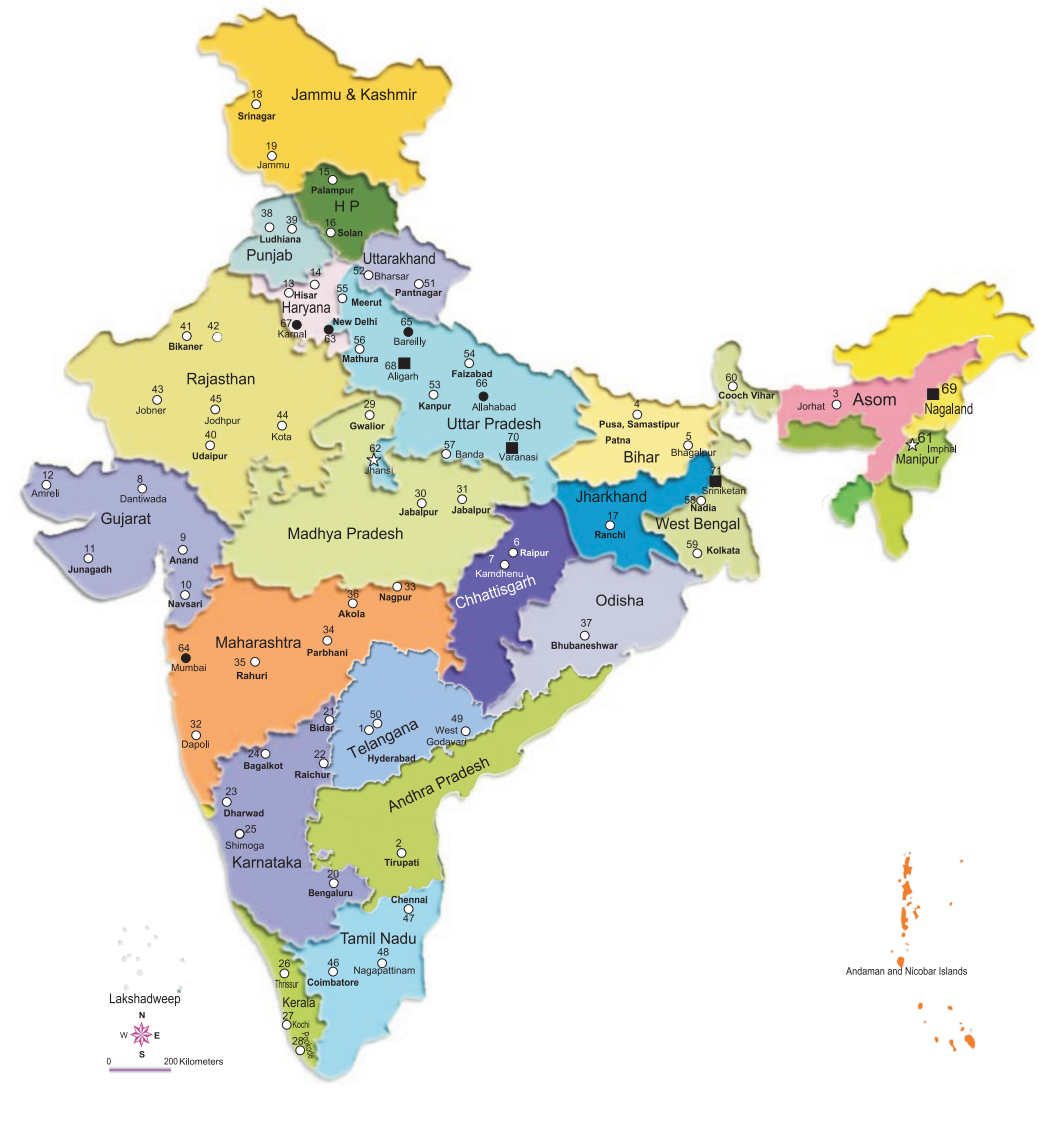 18
Jammu & Kashmir
Srinagar
19
Jammu
15
Palampur
H P
38
39
16
Solan
Ludhiana
Punjab
Uttarakhand
52
Bharsar
51
Pantnagar
14
13
Hisar
55
Meerut
Haryana
67
Karnal
New Delhi
63
65
Bareilly
41
Bikaner
42
56
Mathura
68
Aligarh
54
Faizabad
60
Cooch Vihar
Rajasthan
43
Jobner
45
Jodhpur
53
Kanpur
66
Allahabad
3
Jorhat
Asom
69
Nagaland
44
Kota
29
Gwalior
Uttar Pradesh
4
Pusa, Samastipur
Patna
40
Udaipur
62
Jhansi
57
Banda
70
Varanasi
Bihar
5
Bhagalpur
61
Imphal
Manipur
12
Amreli
8
Dantiwada
71
Sriniketan
Gujarat
30
Jabalpur
31
Jabalpur
Jharkhand
58
Nadia
17
Ranchi
West Bengal
Madhya Pradesh
11
Junagadh
9
Anand
6
Raipur
7
Kamdhenu
59
Kolkata
Chhattisgarh
10
Navsari
36
Akola
33
Nagpur
Odisha
Maharashtra
34
Parbhani
37
Bhubaneshwar
64
Mumbai
35
Rahuri
21
Bidar
50
1
49
West
Godavari
Telangana
Hyderabad
32
Dapoli
24
Bagalkot
22
Raichur
Andhra Pradesh
23
Dharwad
25
Shimoga
2
Tirupati
Karnataka
20
Bengaluru
Chennai
47
Tamil Nadu
26
Thrissur
46
Coimbatore
48
Nagapattinam
Andaman and Nicobar Islands
Lakshadweep
Kerala
27
Kochi
28
N
W
E
S
0
200 Kilometers